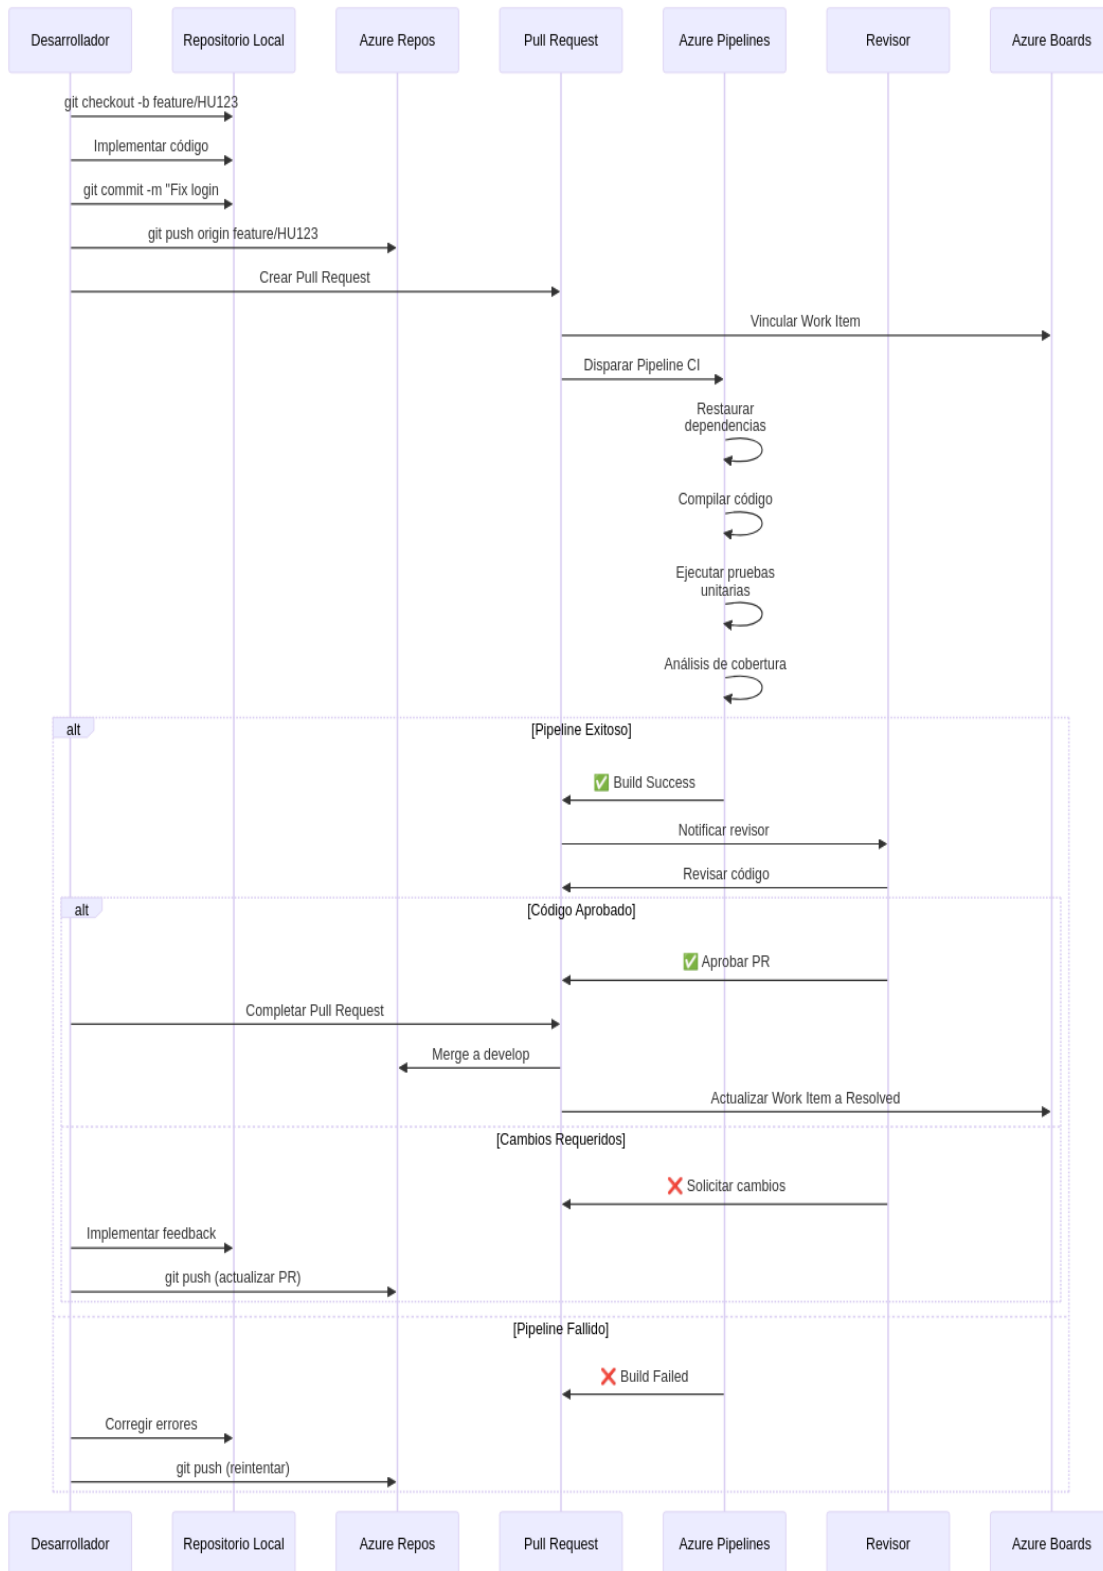 Desarrollador
Repositorio Local
Azure Repos
Pull Request
Azure Pipelines
Revisor
Azure Boards
git checkout -b feature/HU123
Implementar código
git commit -m "Fix login
git push origin feature/HU123
Crear Pull Request
Vincular Work Item
Disparar Pipeline CI
Restaurar
dependencias
Compilar código
Ejecutar pruebas
unitarias
Análisis de cobertura
alt
[Pipeline Exitoso]
✅ Build Success
Notificar revisor
Revisar código
alt
[Código Aprobado]
✅ Aprobar PR
Completar Pull Request
Merge a develop
Actualizar Work Item a Resolved
[Cambios Requeridos]
❌ Solicitar cambios
Implementar feedback
git push (actualizar PR)
[Pipeline Fallido]
❌ Build Failed
Corregir errores
git push (reintentar)
Desarrollador
Repositorio Local
Azure Repos
Pull Request
Azure Pipelines
Revisor
Azure Boards